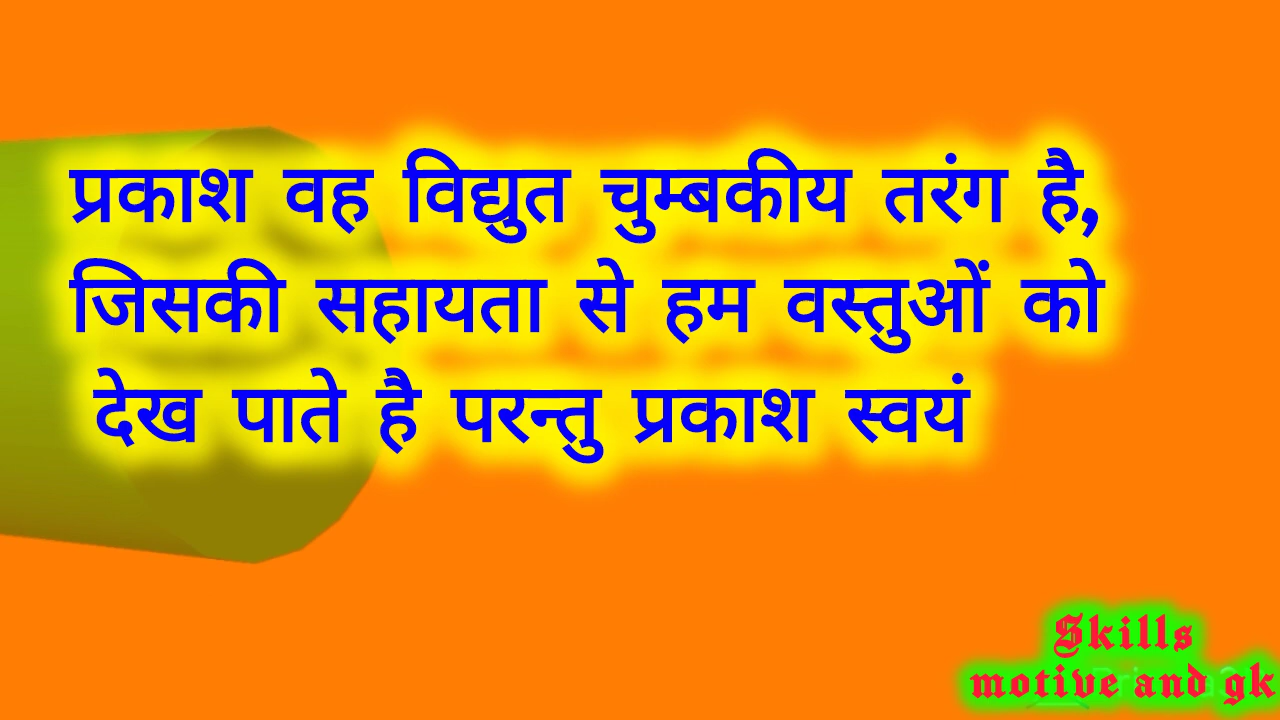 प्रकाश वह विद्युत चुम्बकीय तरंग है,
जिसकी सहायता से हम वस्तुओं को
देख पाते है परन्तु प्रकाश स्वयं
Skills
motive and gk